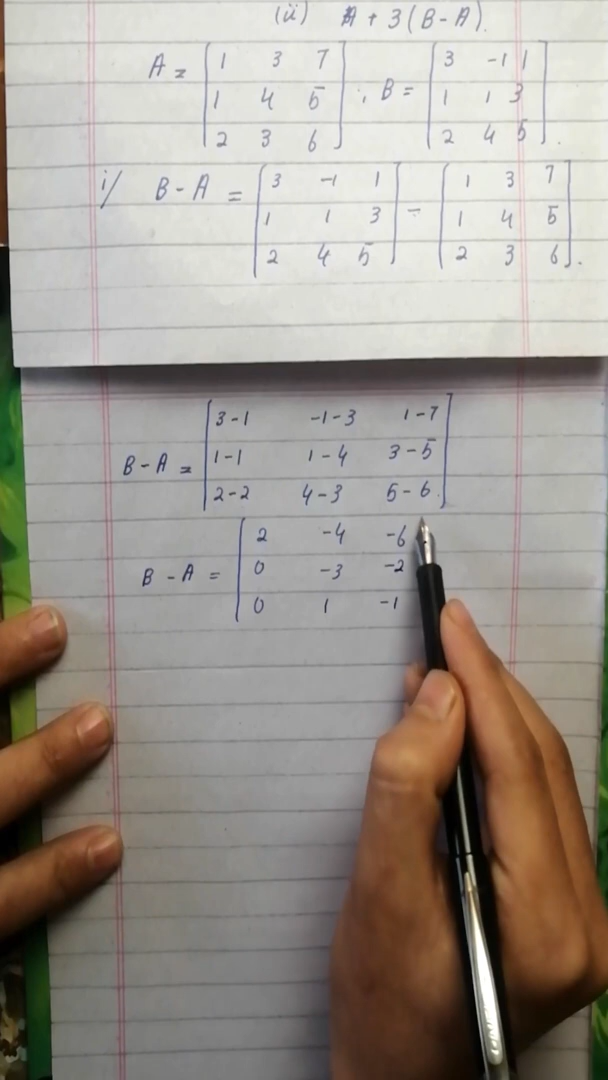 (ii) A + 3(B-A).
A = [1 3 7
1 4 5
2 3 6], B = [3 -1 1
1 1 3
2 4 5].
i/ B-A = [3 -1 1
1 1 3
2 4 5] - [1 3 7
1 4 5
2 3 6].
B-A = [3-1 -1-3 1-7
1-1 1-4 3-5
2-2 4-3 5-6]
B-A = [2 -4 -6
0 -3 -2
0 1 -1